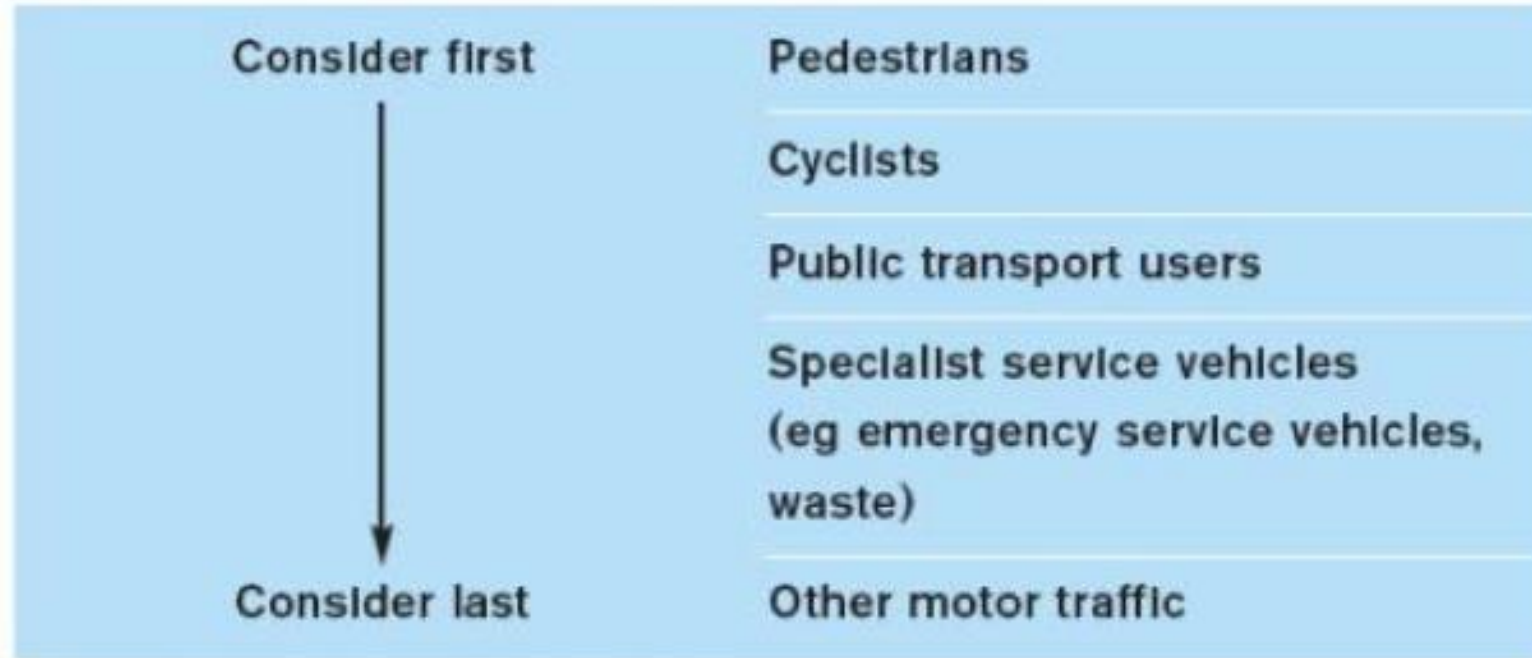 Consider first
Pedestrians
Cyclists
Public transport users
Specialist service vehicles
(eg emergency service vehicles,
waste)
Consider last
Other motor traffic